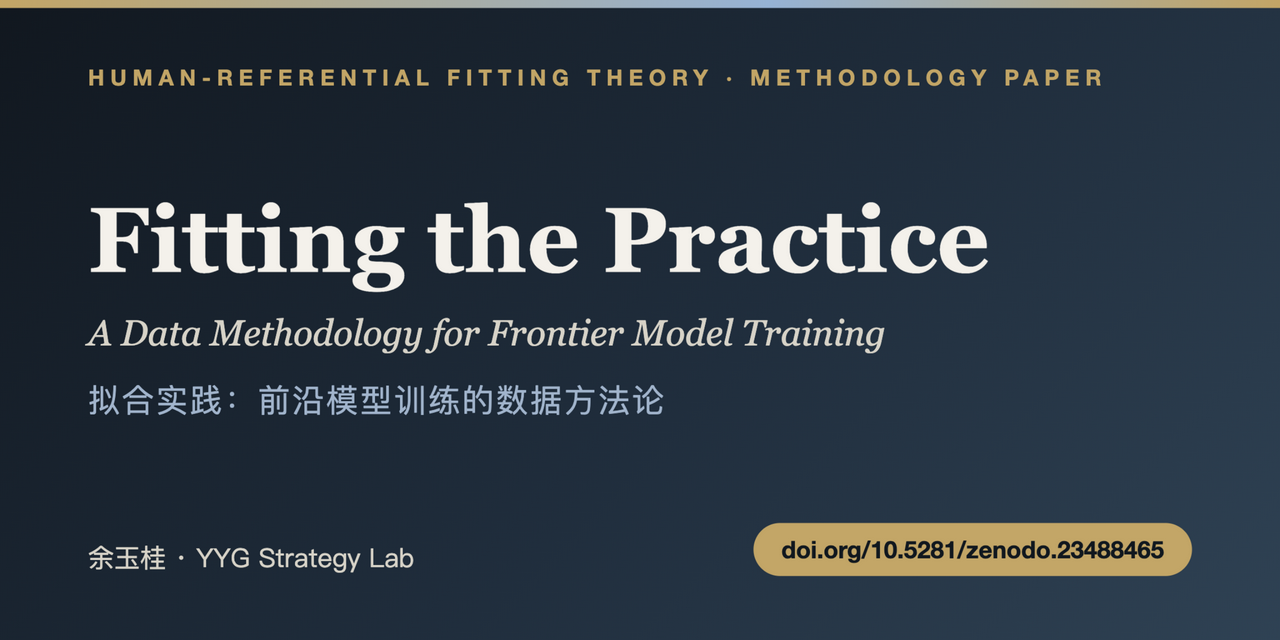 HUMAN-REFERENTIAL FITTING THEORY · METHODOLOGY PAPER
Fitting the Practice
A Data Methodology for Frontier Model Training
拟合实践：前沿模型训练的数据方法论
余玉桂 · YYG Strategy Lab
doi.org/10.5281/zenodo.23488465